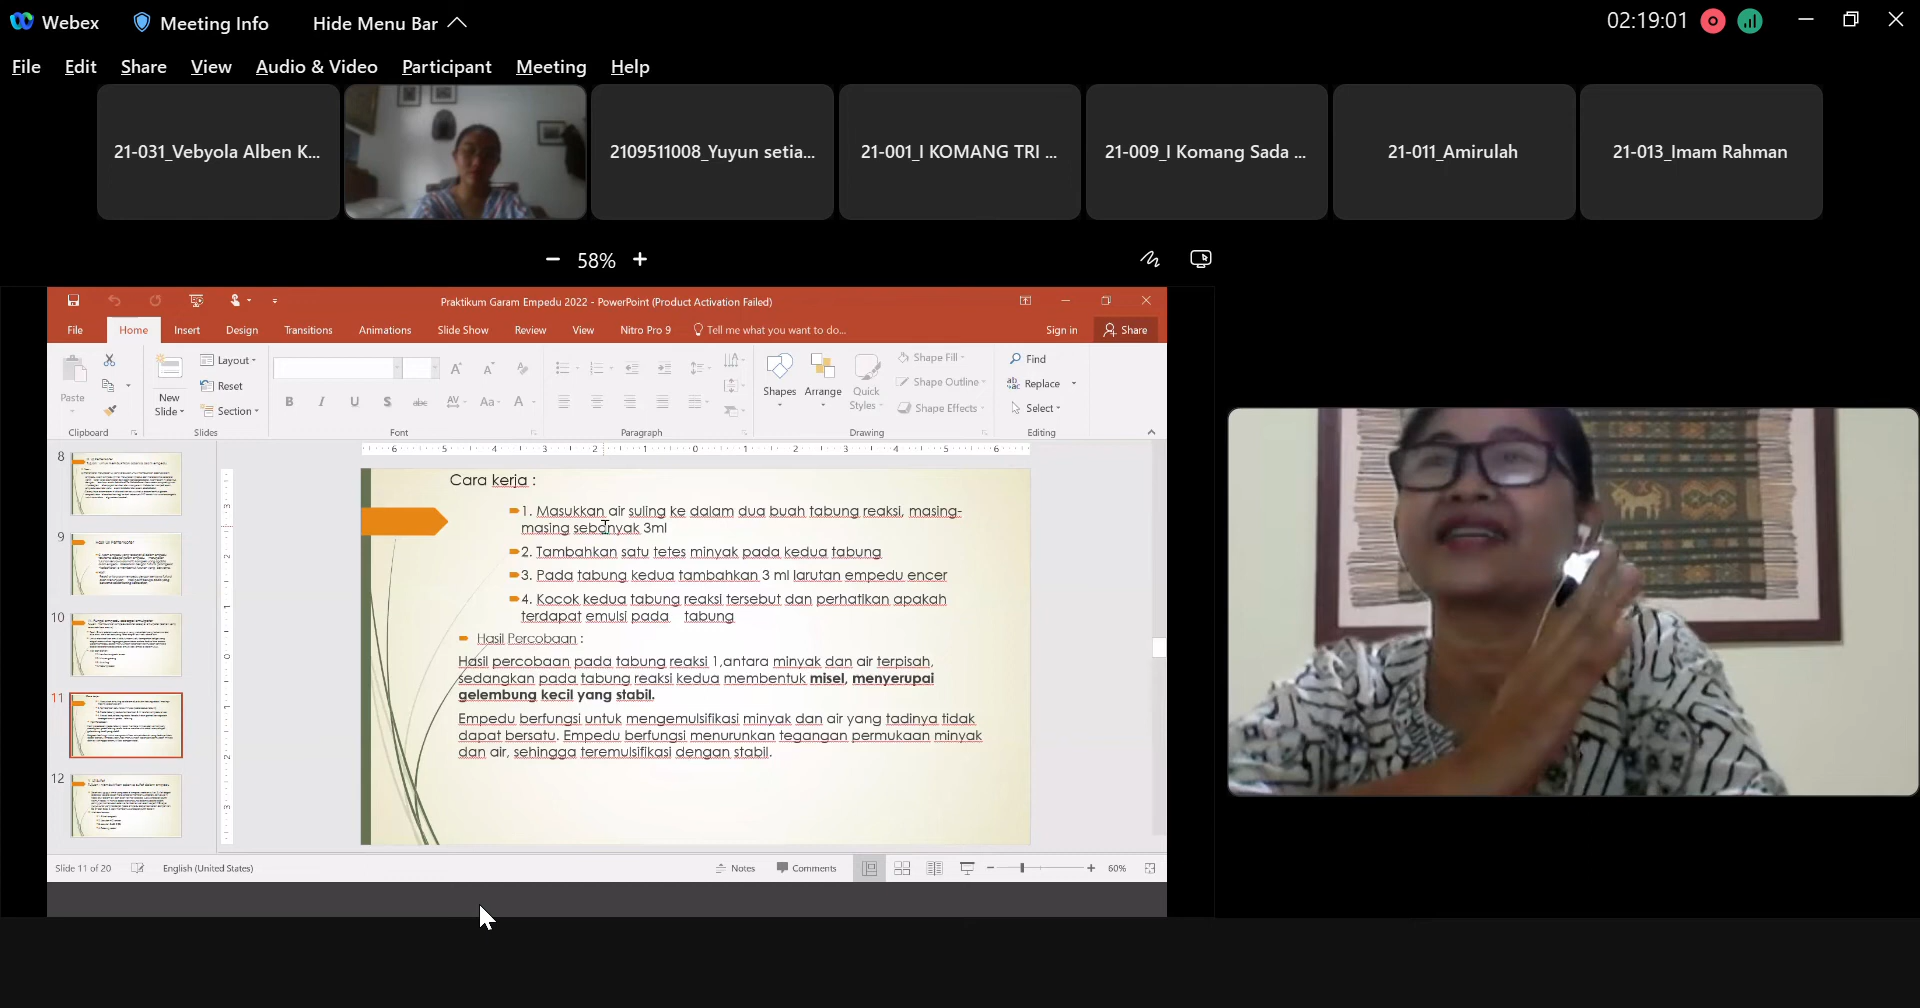 Webex Meeting Info Hide Menu Bar 02:19:01
File Edit Share View Audio & Video Participant Meeting Help
21-031_Vebyola Alben K...
2109511008_Yuyun setia...
21-001_I KOMANG TRI ...
21-009_I Komang Sada ...
21-011_Amirulah
21-013_Imam Rahman
58%
Praktikum Garam Empedu 2022 - PowerPoint (Product Activation Failed)
File Home Insert Design Transitions Animations Slide Show Review View Nitro Pro 9 Tell me what you want to do... Sign in Share
Paste
New Slide
Layout
Reset
Section
Shapes Arrange Quick Styles
Shape Fill
Shape Outline
Shape Effects
Find
Replace
Select
Clipboard Slides Font Paragraph Drawing Editing
8
9
10
11
12
Cara kerja :
1. Masukkan air suling ke dalam dua buah tabung reaksi, masing-
masing sebanyak 3ml
2. Tambahkan satu tetes minyak pada kedua tabung
3. Pada tabung kedua tambahkan 3 ml larutan empedu encer
4. Kocok kedua tabung reaksi tersebut dan perhatikan apakah
terdapat emulsi pada tabung
Hasil Percobaan :
Hasil percobaan pada tabung reaksi 1,antara minyak dan air terpisah,
sedangkan pada tabung reaksi kedua membentuk misel, menyerupai
gelembung kecil yang stabil.
Empedu berfungsi untuk mengemulsifikasi minyak dan air yang tadinya tidak
dapat bersatu. Empedu berfungsi menurunkan tegangan permukaan minyak
dan air, sehingga teremulsifikasi dengan stabil.
Slide 11 of 20 English (United States) Notes Comments 60%